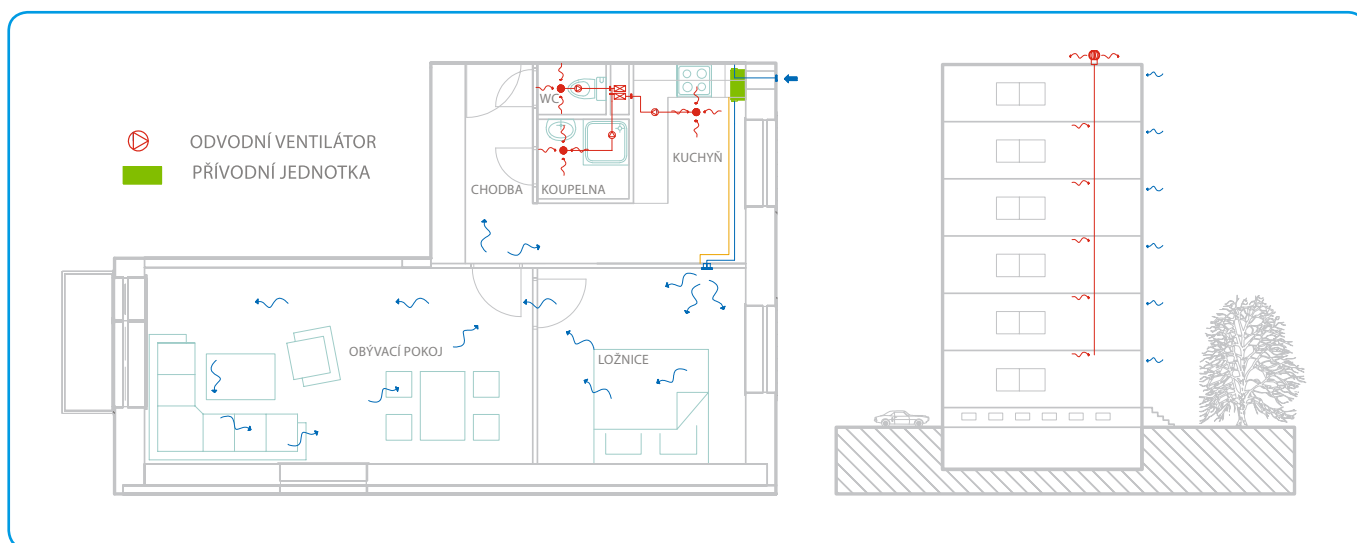 WC
ODVODNÍ VENTILÁTOR
PŘÍVODNÍ JEDNOTKA
KUCHYŇ
CHODBA
KOUPELNA
OBÝVACÍ POKOJ
LOŽNICE